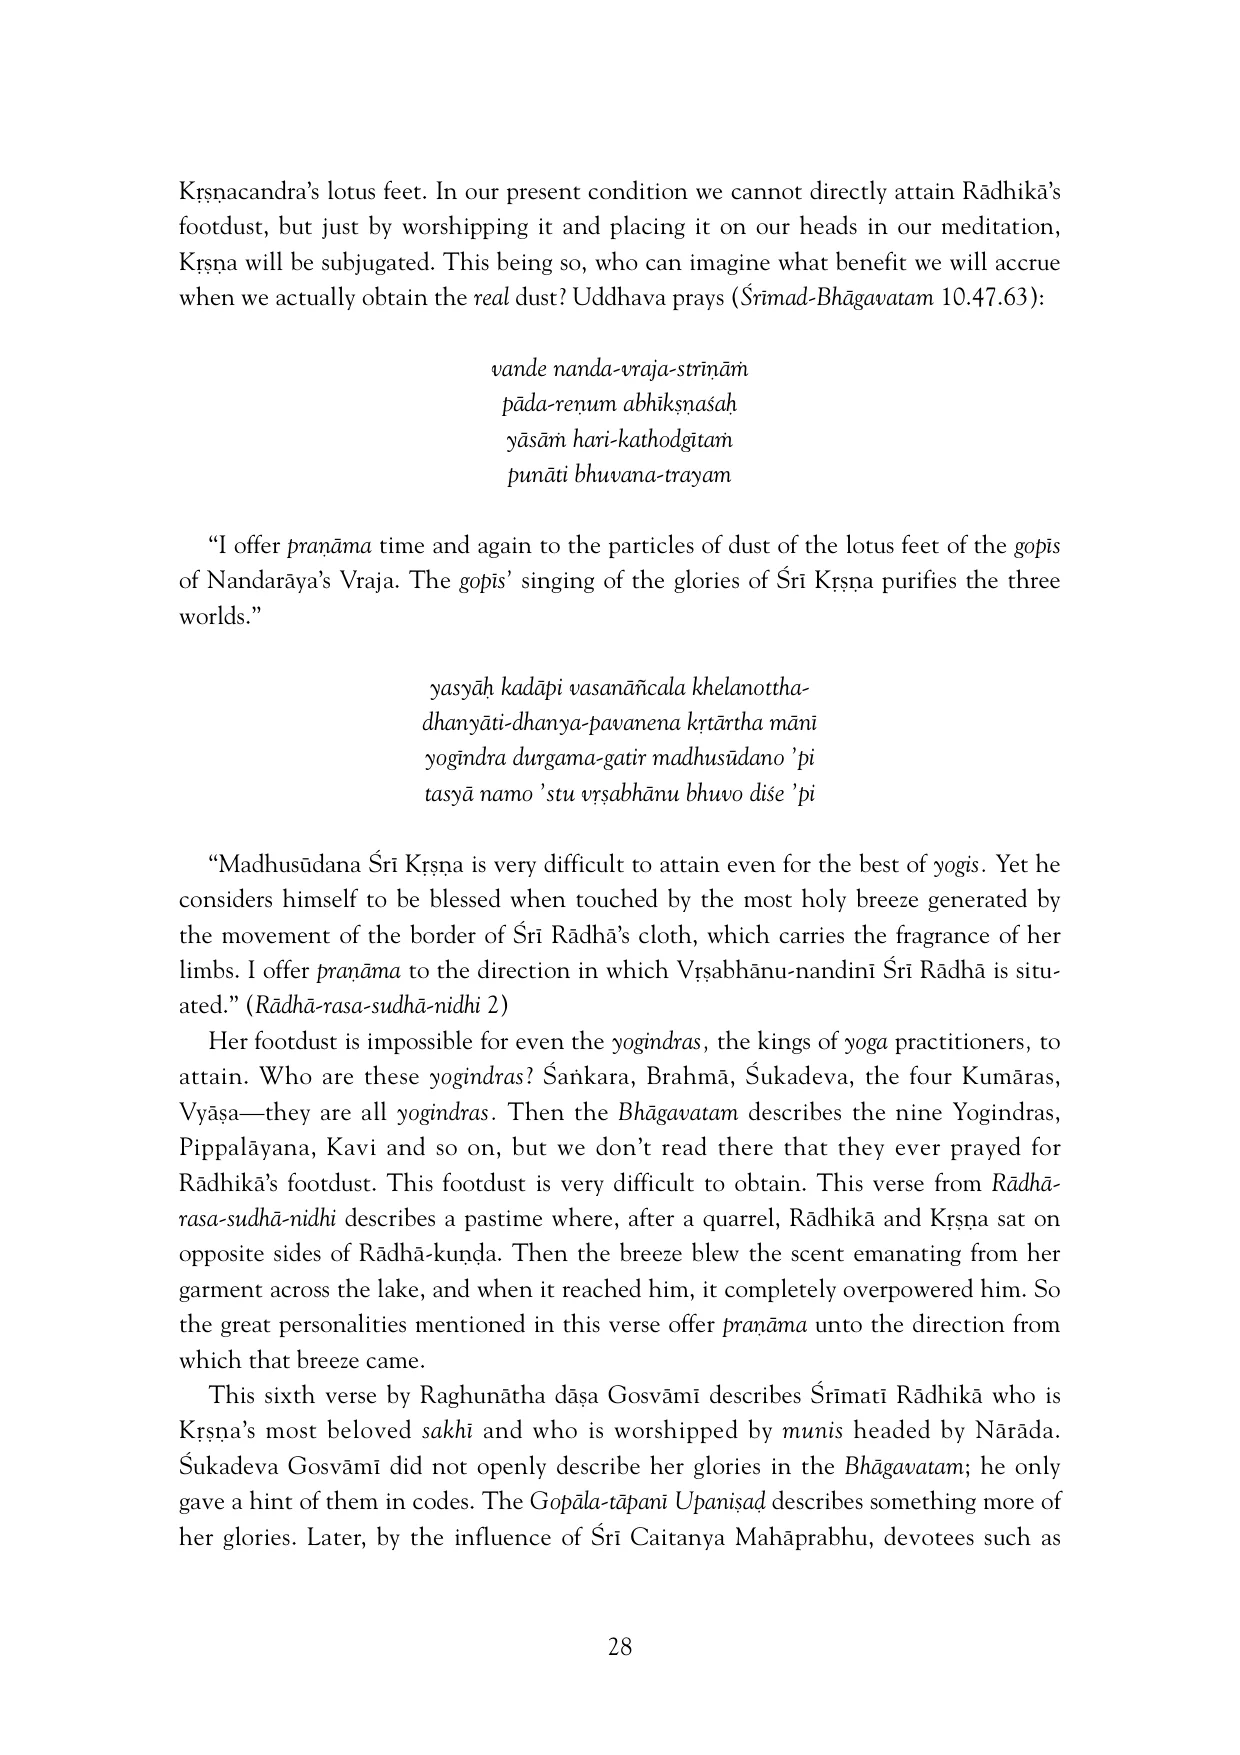 Kṛṣṇacandra’s lotus feet. In our present condition we cannot directly attain Rādhikā’s
footdust, but just by worshipping it and placing it on our heads in our meditation,
Kṛṣṇa will be subjugated. This being so, who can imagine what benefit we will accrue
when we actually obtain the real dust? Uddhava prays (Śrīmad-Bhāgavatam 10.47.63):
vande nanda-vraja-strīṇāṁ
pāda-reṇum abhīkṣṇaśaḥ
yāsāṁ hari-kathodgītaṁ
punāti bhuvana-trayam
“I offer praṇāma time and again to the particles of dust of the lotus feet of the gopīs
of Nandarāya’s Vraja. The gopīs’ singing of the glories of Śrī Kṛṣṇa purifies the three
worlds.”
yasyāḥ kadāpi vasanāñcala khelanottha-
dhanyāti-dhanya-pavanena kṛtārtha mānī
yogīndra durgama-gatir madhusūdano ’pi
tasyā namo ’stu vṛṣabhānu bhuvo diśe ’pi
“Madhusūdana Śrī Kṛṣṇa is very difficult to attain even for the best of yogis. Yet he
considers himself to be blessed when touched by the most holy breeze generated by
the movement of the border of Śrī Rādhā’s cloth, which carries the fragrance of her
limbs. I offer praṇāma to the direction in which Vṛṣabhānu-nandinī Śrī Rādhā is situ-
ated.” (Rādhā-rasa-sudhā-nidhi 2)
Her footdust is impossible for even the yogindras, the kings of yoga practitioners, to
attain. Who are these yogindras? Śaṅkara, Brahmā, Śukadeva, the four Kumāras,
Vyāṣa—they are all yogindras. Then the Bhāgavatam describes the nine Yogindras,
Pippalāyana, Kavi and so on, but we don’t read there that they ever prayed for
Rādhikā’s footdust. This footdust is very difficult to obtain. This verse from Rādhā-
rasa-sudhā-nidhi describes a pastime where, after a quarrel, Rādhikā and Kṛṣṇa sat on
opposite sides of Rādhā-kuṇḍa. Then the breeze blew the scent emanating from her
garment across the lake, and when it reached him, it completely overpowered him. So
the great personalities mentioned in this verse offer praṇāma unto the direction from
which that breeze came.
This sixth verse by Raghunātha dāṣa Gosvāmī describes Śrīmatī Rādhikā who is
Kṛṣṇa’s most beloved sakhī and who is worshipped by munis headed by Nārāda.
Śukadeva Gosvāmī did not openly describe her glories in the Bhāgavatam; he only
gave a hint of them in codes. The Gopāla-tāpanī Upaniṣaḍ describes something more of
her glories. Later, by the influence of Śrī Caitanya Mahāprabhu, devotees such as
28